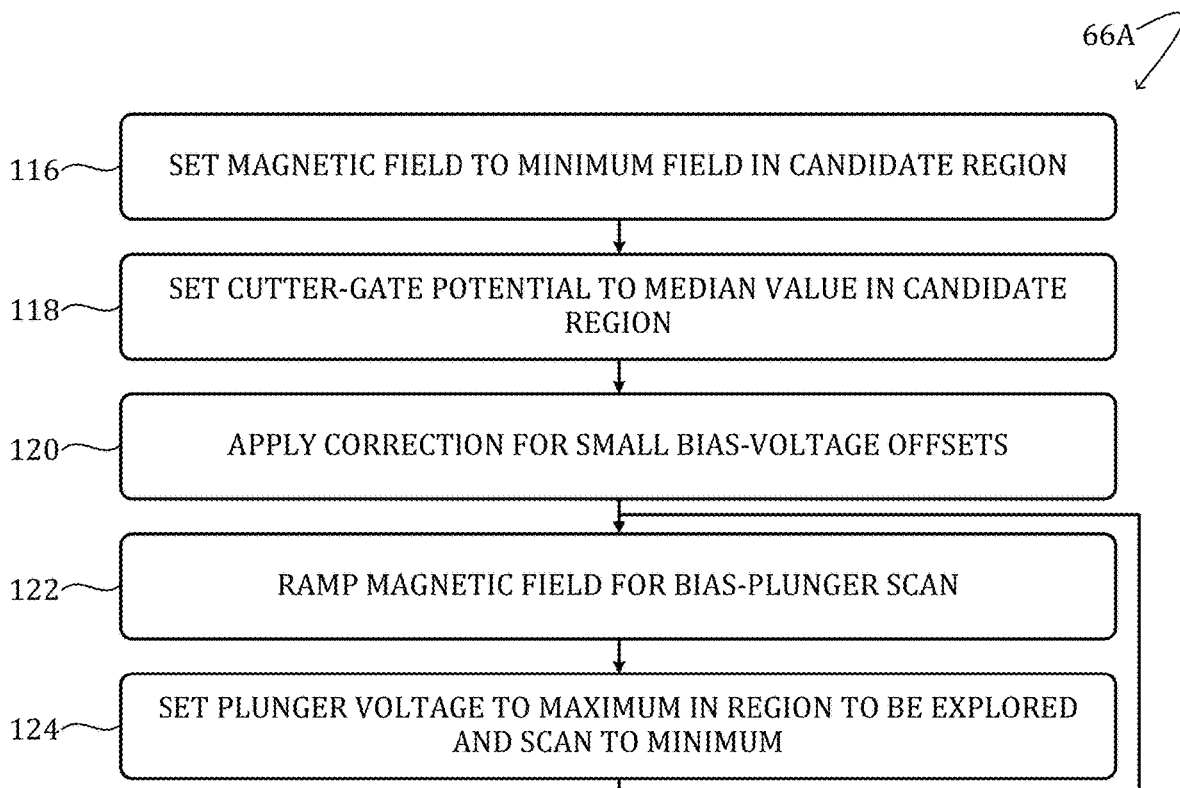 66A
116
SET MAGNETIC FIELD TO MINIMUM FIELD IN CANDIDATE REGION
118
SET CUTTER-GATE POTENTIAL TO MEDIAN VALUE IN CANDIDATE
REGION
120
APPLY CORRECTION FOR SMALL BIAS-VOLTAGE OFFSETS
122
RAMP MAGNETIC FIELD FOR BIAS-PLUNGER SCAN
124
SET PLUNGER VOLTAGE TO MAXIMUM IN REGION TO BE EXPLORED
AND SCAN TO MINIMUM